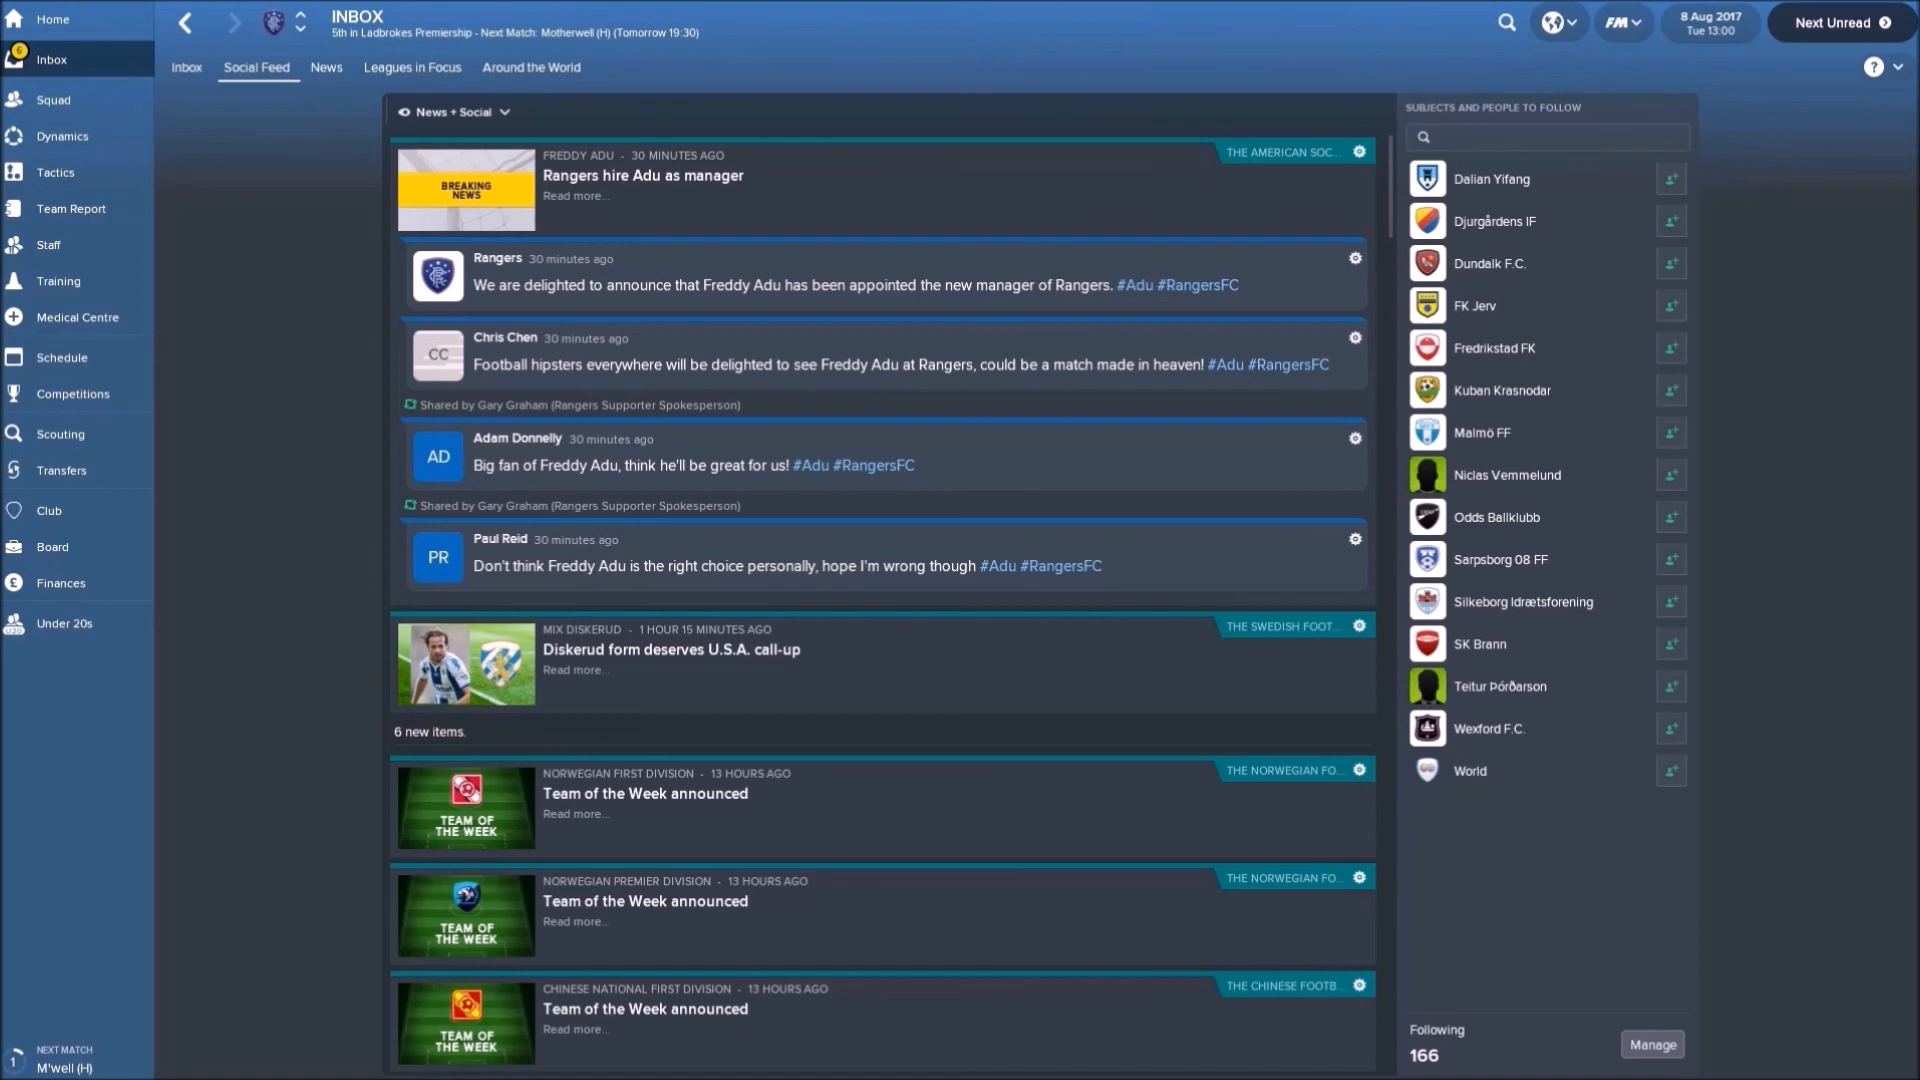 Home
6
Inbox
Squad
Dynamics
Tactics
Team Report
Staff
Training
Medical Centre
Schedule
Competitions
Scouting
Transfers
Club
Board
Finances
U20
Under 20s
1
NEXT MATCH
M'well (H)
INBOX
5th in Ladbrokes Premiership - Next Match: Motherwell (H) (Tomorrow 19:30)
FM
8 Aug 2017
Tue 13:00
Next Unread
Inbox
Social Feed
News
Leagues in Focus
Around the World
?
News + Social
FREDDY ADU - 30 MINUTES AGO
THE AMERICAN SOC...
BREAKING
NEWS
Rangers hire Adu as manager
Read more...
Rangers 30 minutes ago
We are delighted to announce that Freddy Adu has been appointed the new manager of Rangers. #Adu #RangersFC
CC
Chris Chen 30 minutes ago
Football hipsters everywhere will be delighted to see Freddy Adu at Rangers, could be a match made in heaven! #Adu #RangersFC
Shared by Gary Graham (Rangers Supporter Spokesperson)
AD
Adam Donnelly 30 minutes ago
Big fan of Freddy Adu, think he'll be great for us! #Adu #RangersFC
Shared by Gary Graham (Rangers Supporter Spokesperson)
PR
Paul Reid 30 minutes ago
Don't think Freddy Adu is the right choice personally, hope I'm wrong though #Adu #RangersFC
MIX DISKERUD - 1 HOUR 15 MINUTES AGO
THE SWEDISH FOOT...
Diskerud form deserves U.S.A. call-up
Read more...
6 new items.
NORWEGIAN FIRST DIVISION - 13 HOURS AGO
THE NORWEGIAN FO...
Team of the Week announced
Read more...
TEAM OF
THE WEEK
NORWEGIAN PREMIER DIVISION - 13 HOURS AGO
THE NORWEGIAN FO...
Team of the Week announced
Read more...
TEAM OF
THE WEEK
CHINESE NATIONAL FIRST DIVISION - 13 HOURS AGO
THE CHINESE FOOTB...
Team of the Week announced
Read more...
TEAM OF
THE WEEK
SUBJECTS AND PEOPLE TO FOLLOW
Dalian Yifang
Djurgårdens IF
Dundalk F.C.
FK Jerv
Fredrikstad FK
Kuban Krasnodar
Malmö FF
Niclas Vemmelund
Odds Ballklubb
Sarpsborg 08 FF
Silkeborg Idrætsforening
SK Brann
Teitur Þórðarson
Wexford F.C.
World
Following
166
Manage